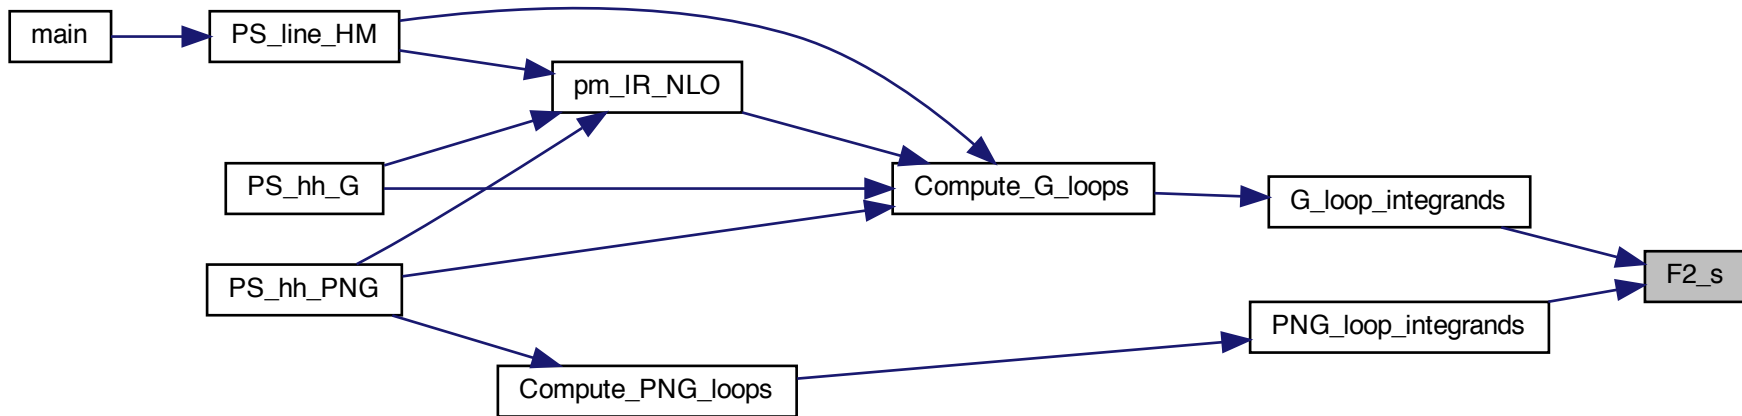 main
PS_line_HM
pm_IR_NLO
PS_hh_G
Compute_G_loops
G_loop_integrands
F2_s
PS_hh_PNG
PNG_loop_integrands
Compute_PNG_loops